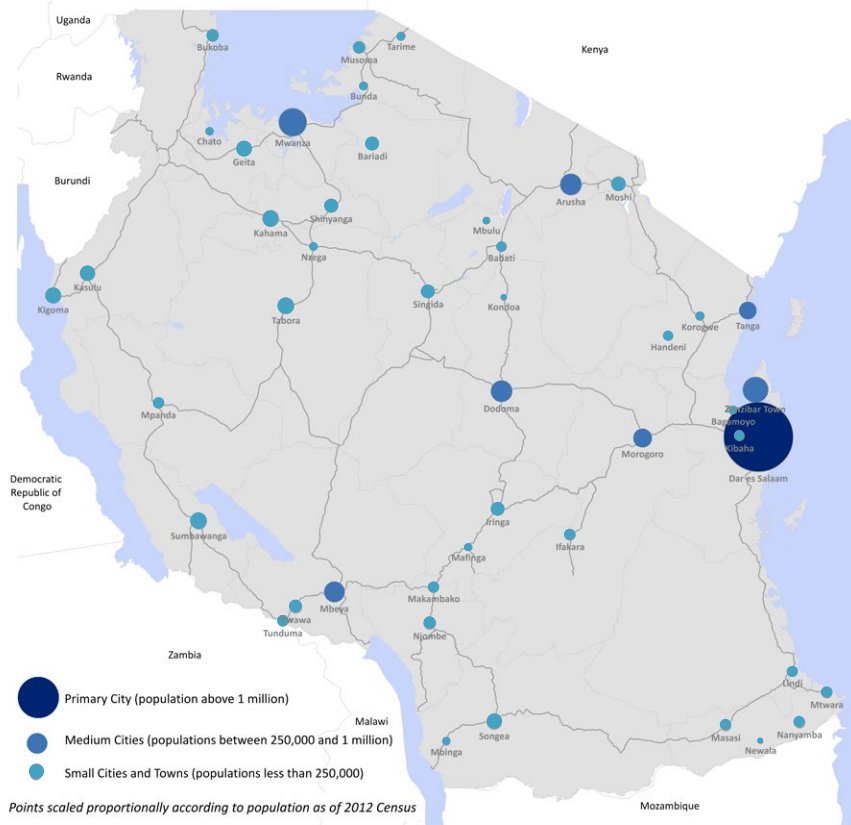 Uganda
Bukoba
Musoma
Tarime
Kenya
Rwanda
Bunda
Chato
Mwanza
Geita
Bariadi
Burundi
Arusha
Moshi
Shinyanga
Kahama
Mbulu
Nzega
Babati
Kasulu
Kigoma
Singida
Kondoa
Tabora
Korogwe
Tanga
Handeni
Mpanda
Dodoma
Zanzibar Town
Bagamoyo
Morogoro
Kibaha
Dar es Salaam
Democratic
Republic of
Congo
Iringa
Sumbawanga
Ifakara
Mafinga
Makambako
Mbeya
Tunduma
Njombe
Zambia
Lindi
Primary City (population above 1 million)
Mtwara
Malawi
Songea
Masasi
Nanyamba
Medium Cities (populations between 250,000 and 1 million)
Mbinga
Newala
Small Cities and Towns (populations less than 250,000)
Mozambique
Points scaled proportionally according to population as of 2012 Census